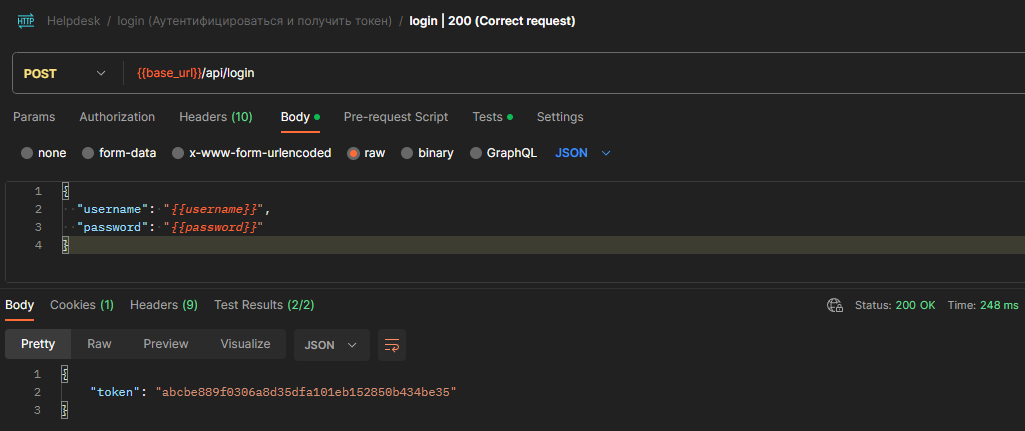 HTTP Helpdesk / login (Аутентифицироваться и получить токен) / login | 200 (Correct request)
POST {{base_url}}/api/login
Params Authorization Headers (10) Body Pre-request Script Tests Settings
none form-data x-www-form-urlencoded raw binary GraphQL JSON
1 {
2 "username": "{{username}}",
3 "password": "{{password}}"
4 }
Body Cookies (1) Headers (9) Test Results (2/2) Status: 200 OK Time: 248 ms
Pretty Raw Preview Visualize JSON
1 {
2 "token": "abcbe889f0306a8d35dfa101eb152850b434be35"
3 }